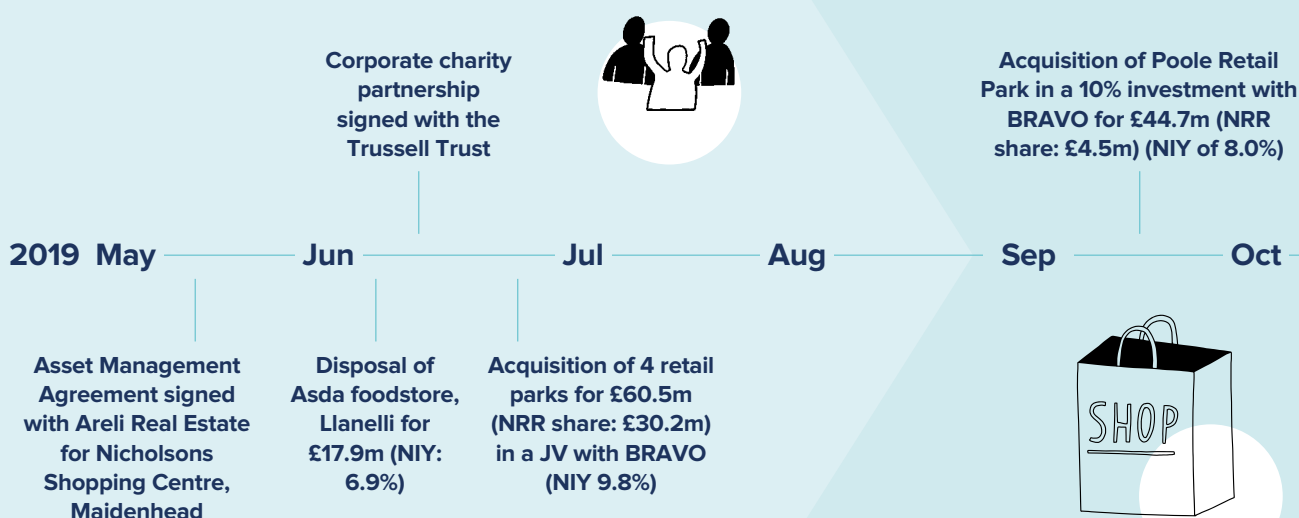 Corporate charity
partnership
signed with the
Trussell Trust
Acquisition of Poole Retail
Park in a 10% investment with
BRAVO for £44.7m (NRR
share: £4.5m) (NIY of 8.0%)
2019 May Jun Jul Aug Sep Oct
Asset Management
Agreement signed
with Areli Real Estate
for Nicholsons
Shopping Centre,
Maidenhead
Disposal of
Asda foodstore,
Llanelli for
£17.9m (NIY:
6.9%)
Acquisition of 4 retail
parks for £60.5m
(NRR share: £30.2m)
in a JV with BRAVO
(NIY 9.8%)
SHOP